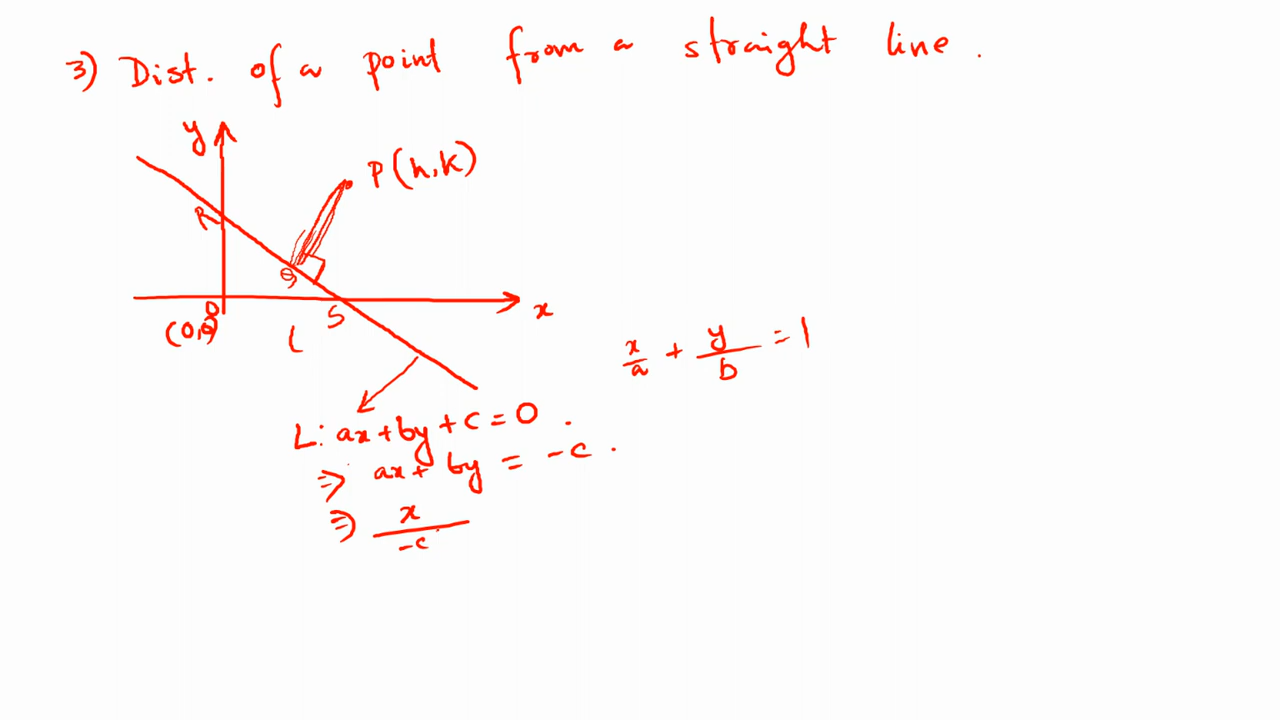 3) Dist. of a point from a straight line.
y
P(h,k)
R
Q
O
(0,0)
S
x
L
x/a + y/b = 1
L: ax+by+c=0.
⇒ ax+by = -c.
⇒ x/-c